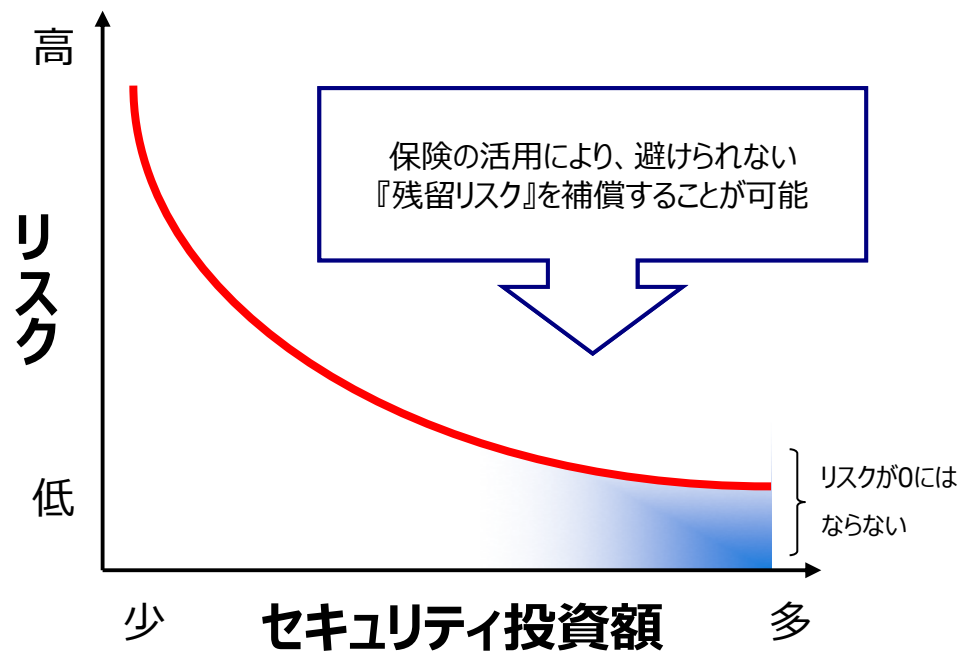 高
保険の活用により、避けられない
『残留リスク』を補償することが可能
リスク
低
リスクが0には
ならない
少
セキュリティ投資額
多